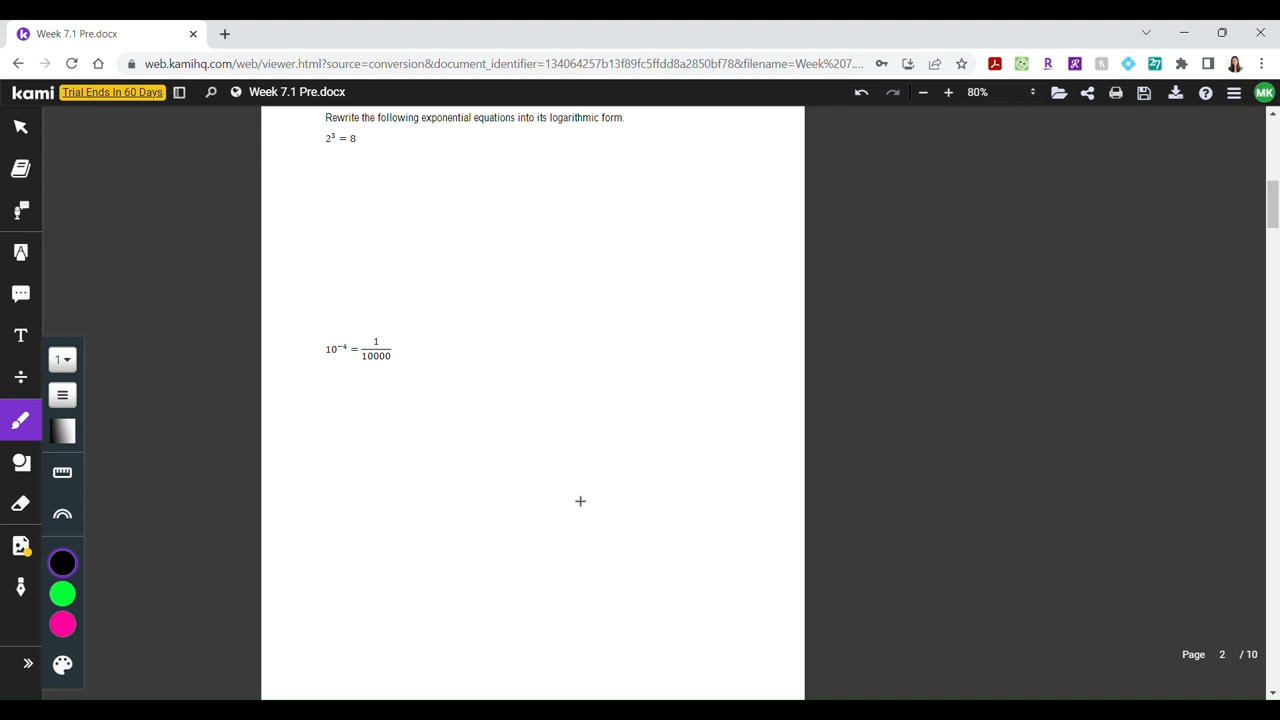 Week 7.1 Pre.docx
web.kamihq.com/web/viewer.html?source=conversion&document_identifier=134064257b13f89fc5ffdd8a2850bf78&filename=Week%207....
kami Trial Ends In 60 Days Week 7.1 Pre.docx 80% MK
Rewrite the following exponential equations into its logarithmic form.
2³ = 8
10⁻⁴ = 1/10000
1
Page 2 / 10